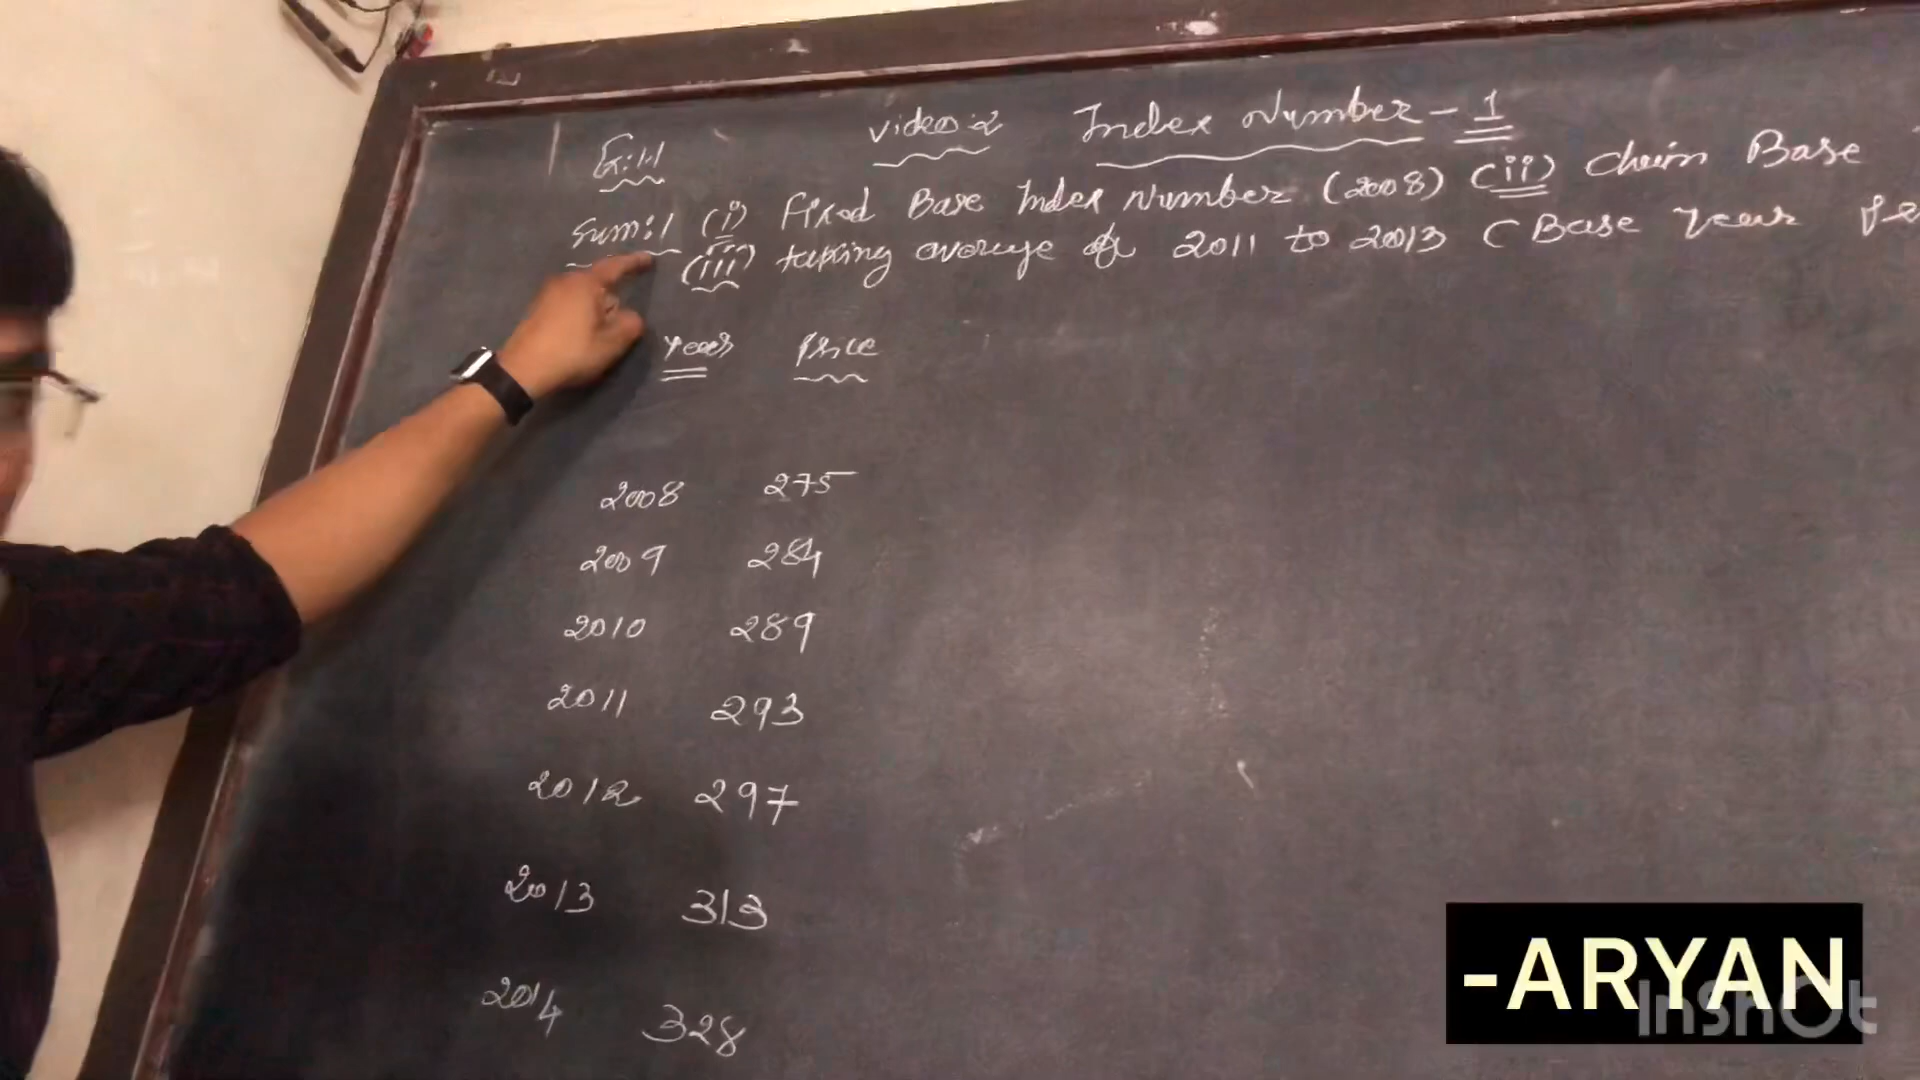 video:2 Index Number-1
Ex:1.1
Sum:1 (i) Fixed Base Index Number (2008) (ii) Chain Base
(iii) taking average of 2011 to 2013 (Base year
Year Price
2008 275
2009 284
2010 289
2011 293
2012 297
2013 313
2014 328
-ARYAN
InShOt